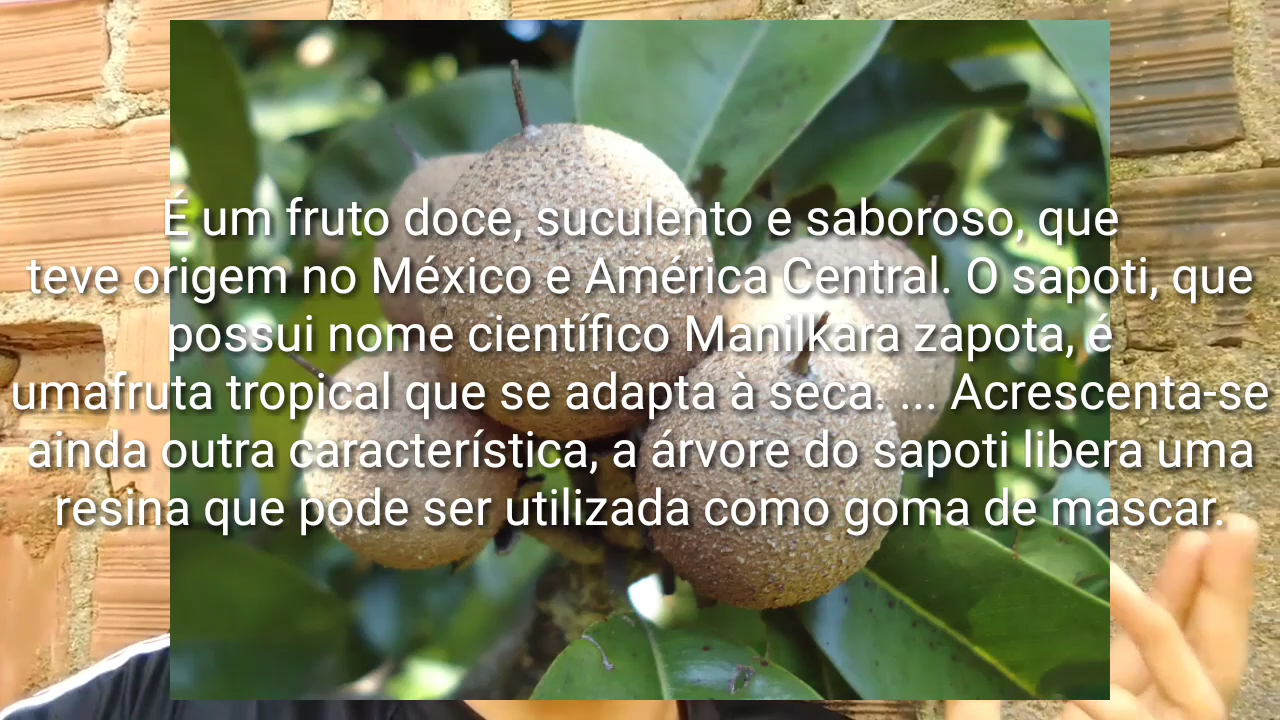 É um fruto doce, suculento e saboroso, que
teve origem no México e América Central. O sapoti, que
possui nome científico Manilkara zapota, é
umafruta tropical que se adapta à seca. ... Acrescenta-se
ainda outra característica, a árvore do sapoti libera uma
resina que pode ser utilizada como goma de mascar.